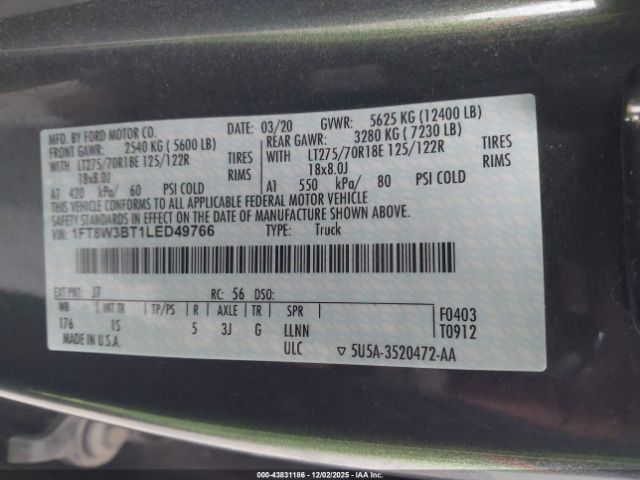 MFD. BY FORD MOTOR CO.
DATE: 03/20 GVWR: 5625 KG (12400 LB)
FRONT GAWR: 2540 KG ( 5600 LB) REAR GAWR: 3280 KG ( 7230 LB)
WITH LT275/70R18E 125/122R TIRES WITH LT275/70R18E 125/122R TIRES
18x8.0J RIMS 18x8.0J RIMS
AT 420 kPa/ 60 PSI COLD AT 550 kPa/ 80 PSI COLD
THIS VEHICLE CONFORMS TO ALL APPLICABLE FEDERAL MOTOR VEHICLE
SAFETY STANDARDS IN EFFECT ON THE DATE OF MANUFACTURE SHOWN ABOVE.
VIN: 1FT8W3BT1LED49766 TYPE: Truck
EXT PNT: J7 RC: 56 DSO:
WB INT TR TP/PS R AXLE TR SPR F0403
176 1S 5 3J G LLNN T0912
MADE IN U.S.A. ULC ▽ 5U5A-3520472-AA
000-43831186 • 12/02/2025 • IAAI.COM